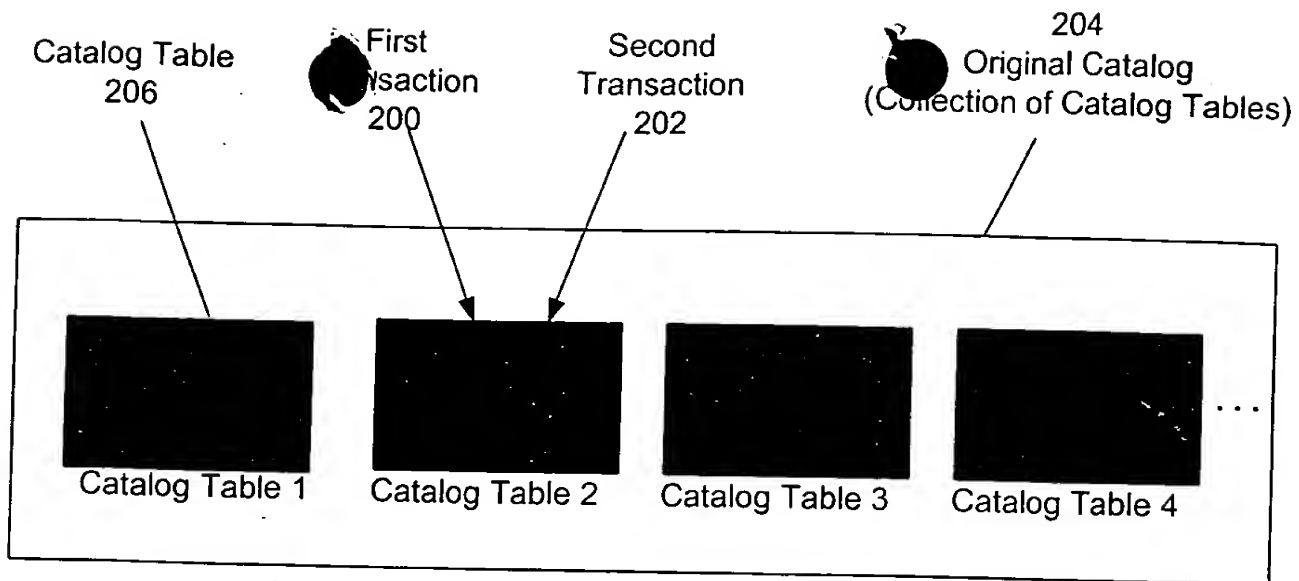 Catalog Table
206
First
nsaction
200
Second
Transaction
202
204
Original Catalog
(Collection of Catalog Tables)
Catalog Table 1
Catalog Table 2
Catalog Table 3
Catalog Table 4
...